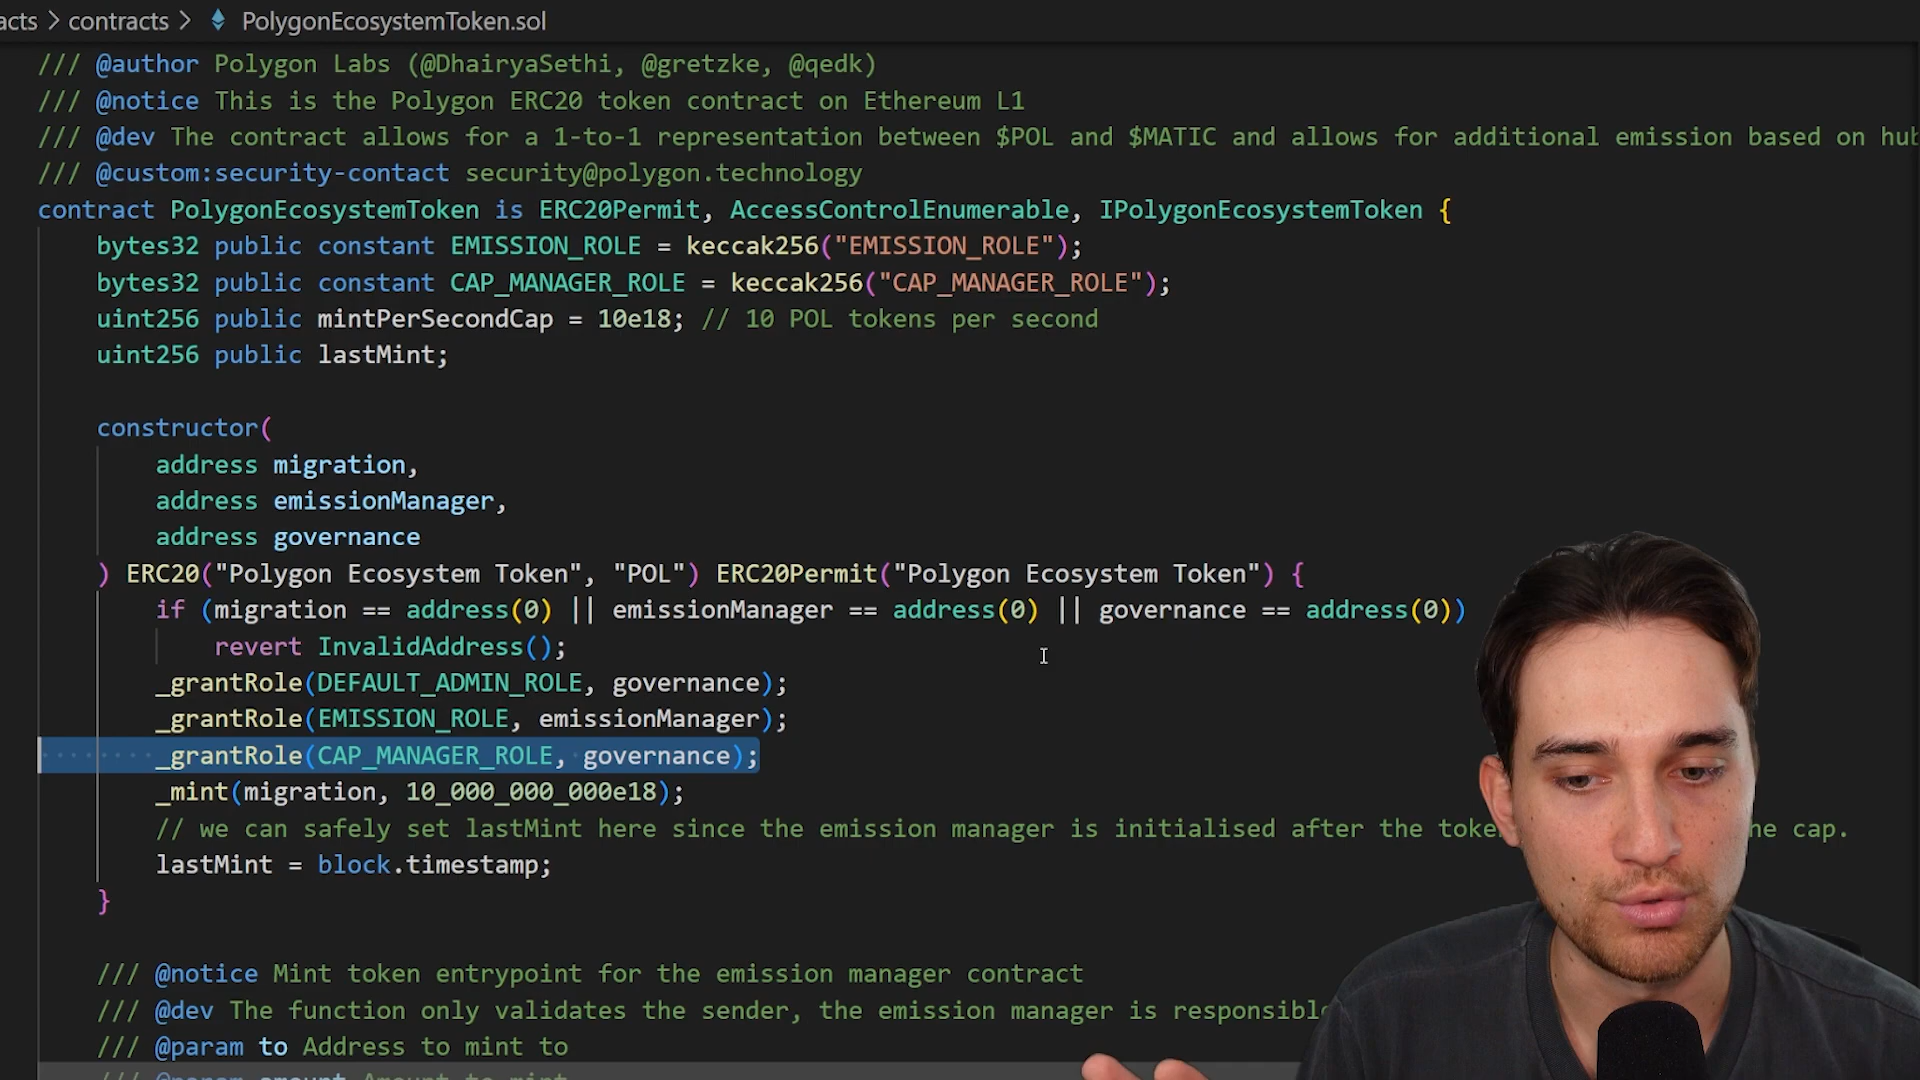 acts > contracts > PolygonEcosystemToken.sol
/// @author Polygon Labs (@DhairyaSethi, @gretzke, @qedk)
/// @notice This is the Polygon ERC20 token contract on Ethereum L1
/// @dev The contract allows for a 1-to-1 representation between $POL and $MATIC and allows for additional emission based on hub
/// @custom:security-contact security@polygon.technology
contract PolygonEcosystemToken is ERC20Permit, AccessControlEnumerable, IPolygonEcosystemToken {
bytes32 public constant EMISSION_ROLE = keccak256("EMISSION_ROLE");
bytes32 public constant CAP_MANAGER_ROLE = keccak256("CAP_MANAGER_ROLE");
uint256 public mintPerSecondCap = 10e18; // 10 POL tokens per second
uint256 public lastMint;
constructor(
address migration,
address emissionManager,
address governance
) ERC20("Polygon Ecosystem Token", "POL") ERC20Permit("Polygon Ecosystem Token") {
if (migration == address(0) || emissionManager == address(0) || governance == address(0))
revert InvalidAddress();
_grantRole(DEFAULT_ADMIN_ROLE, governance);
_grantRole(EMISSION_ROLE, emissionManager);
_grantRole(CAP_MANAGER_ROLE, governance);
_mint(migration, 10_000_000_000e18);
// we can safely set lastMint here since the emission manager is initialised after the toke he cap.
lastMint = block.timestamp;
}
/// @notice Mint token entrypoint for the emission manager contract
/// @dev The function only validates the sender, the emission manager is responsible
/// @param to Address to mint to
/// @param amount Amount to mint